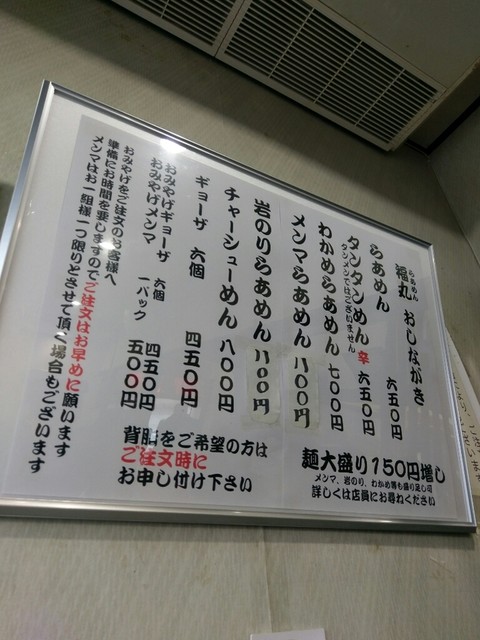 らぁめん
福丸 おしながき
らあめん 六五〇円
タンタンめん 辛 六五〇円
タンメンではございません
わかめらあめん 七〇〇円
メンマらあめん 八〇〇円
岩のりらあめん 八〇〇円
チャーシューめん 八〇〇円
ギョーザ 六個 四五〇円
おみやげギョーザ 六個 四五〇円
おみやげメンマ 一パック 五〇〇円
おみやげをご注文のお客様へ
準備にお時間を要しますのでご注文はお早めに願います
メンマはお一組様一つ限りとさせて頂く場合もございます
麺大盛り150円増し
メンマ、岩のり、わかめ等も盛り足し可
詳しくは店員にお尋ねください
背脂をご希望の方は
ご注文時に
お申し付け下さい